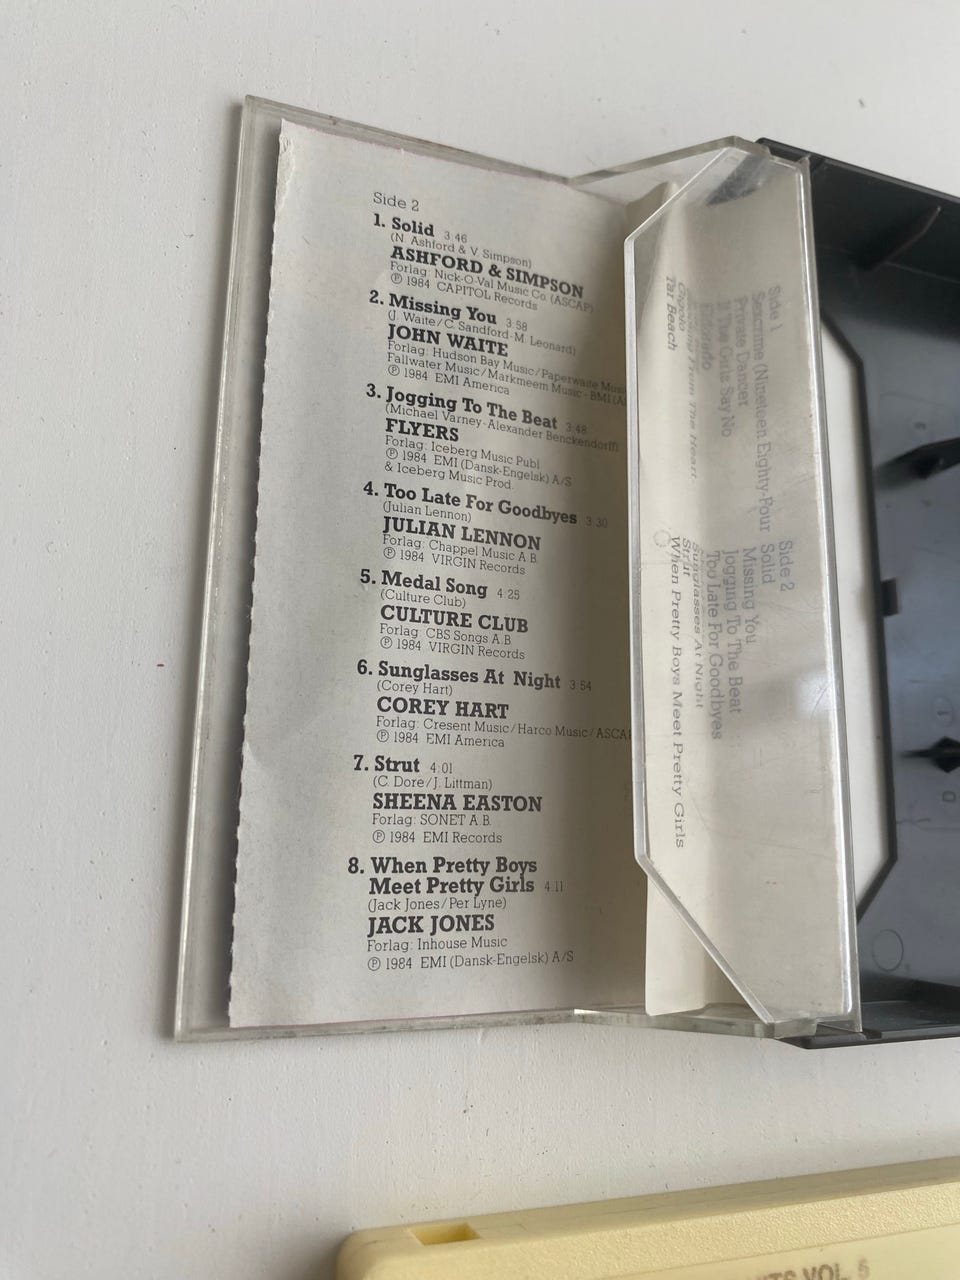 Side 2
1. Solid 3:46
(N. Ashford & V. Simpson)
ASHFORD & SIMPSON
Forlag: Nick-O-Val Music Co. (ASCAP)
Ⓟ 1984 CAPITOL Records
2. Missing You 3:58
(J. Waite/C. Sandford-M. Leonard)
JOHN WAITE
Forlag: Hudson Bay Music/Paperwaite Music
Fallwater Music/Markmeem Music - BMI
Ⓟ 1984 EMI America
3. Jogging To The Beat 3:48
(Michael Varney-Alexander Benckendorff)
FLYERS
Forlag: Iceberg Music Publ.
Ⓟ 1984 EMI (Dansk-Engelsk) A/S
& Iceberg Music Prod.
4. Too Late For Goodbyes 3:30
(Julian Lennon)
JULIAN LENNON
Forlag: Chappel Music A.B.
Ⓟ 1984 VIRGIN Records
5. Medal Song 4:25
(Culture Club)
CULTURE CLUB
Forlag: CBS Songs A.B.
Ⓟ 1984 VIRGIN Records
6. Sunglasses At Night 3:54
(Corey Hart)
COREY HART
Forlag: Cresent Music/Harco Music/ASCA
Ⓟ 1984 EMI America
7. Strut 4:01
(C. Dore/J. Littman)
SHEENA EASTON
Forlag: SONET A.B.
Ⓟ 1984 EMI Records
8. When Pretty Boys
Meet Pretty Girls 4:11
(Jack Jones/Per Lyne)
JACK JONES
Forlag: Inhouse Music
Ⓟ 1984 EMI (Dansk-Engelsk) A/S
Side 1
Sexcrime (Nineteen Eighty-Four
Private Dancer
If The Girls Say No
From The Heart
Tar Beach
Side 2
Solid
Missing You
Jogging To The Beat
Too Late For Goodbyes
Sunglasses At Night
Strut
When Pretty Boys Meet Pretty Girls
VOL. 5